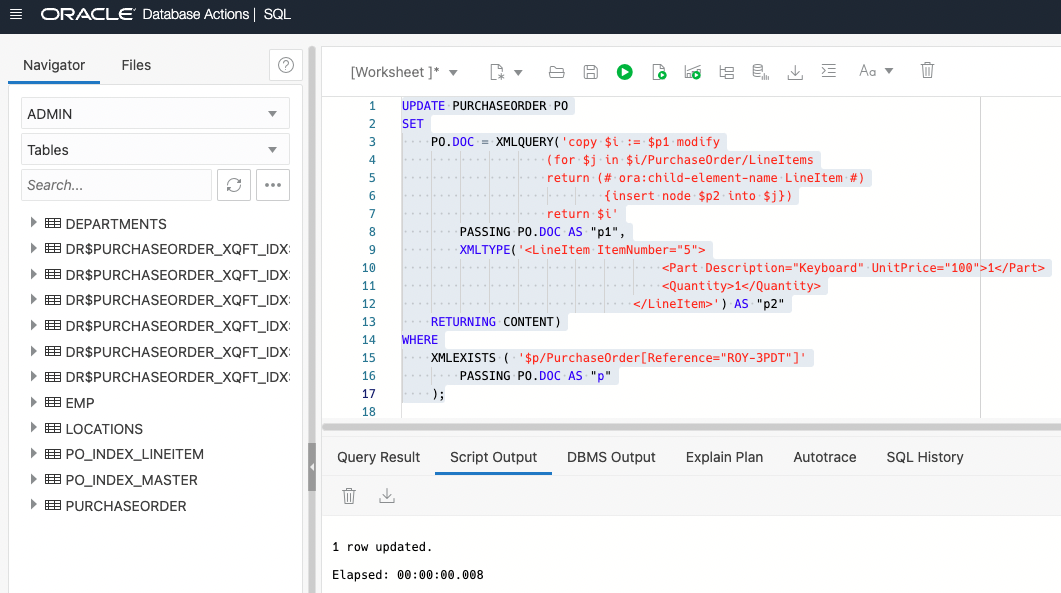 ORACLE Database Actions | SQL
Navigator Files
ADMIN
Tables
Search...
DEPARTMENTS
DR$PURCHASEORDER_XQFT_IDX
DR$PURCHASEORDER_XQFT_IDX
DR$PURCHASEORDER_XQFT_IDX
DR$PURCHASEORDER_XQFT_IDX
DR$PURCHASEORDER_XQFT_IDX
DR$PURCHASEORDER_XQFT_IDX
EMP
LOCATIONS
PO_INDEX_LINEITEM
PO_INDEX_MASTER
PURCHASEORDER
[Worksheet ]* Aa
1 UPDATE PURCHASEORDER PO
2 SET
3 PO.DOC = XMLQUERY('copy $i := $p1 modify
4 (for $j in $i/PurchaseOrder/LineItems
5 return (# ora:child-element-name LineItem #)
6 {insert node $p2 into $j})
7 return $i'
8 PASSING PO.DOC AS "p1",
9 XMLTYPE('<LineItem ItemNumber="5">
10 <Part Description="Keyboard" UnitPrice="100">1</Part>
11 <Quantity>1</Quantity>
12 </LineItem>') AS "p2"
13 RETURNING CONTENT)
14 WHERE
15 XMLEXISTS ( '$p/PurchaseOrder[Reference="ROY-3PDT"]'
16 PASSING PO.DOC AS "p"
17 );
18
Query Result Script Output DBMS Output Explain Plan Autotrace SQL History
1 row updated.
Elapsed: 00:00:00.008